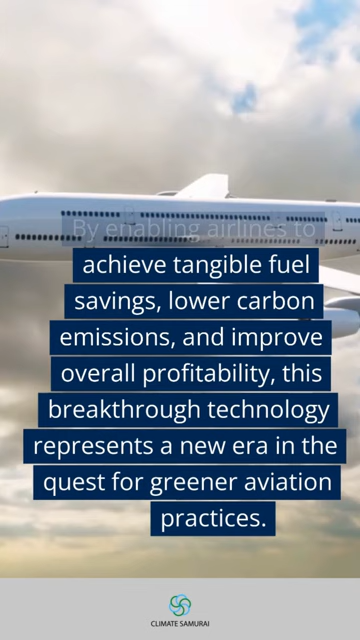 By enabling airlines to
achieve tangible fuel
savings, lower carbon
emissions, and improve
overall profitability, this
breakthrough technology
represents a new era in the
quest for greener aviation
practices.
CLIMATE SAMURAI